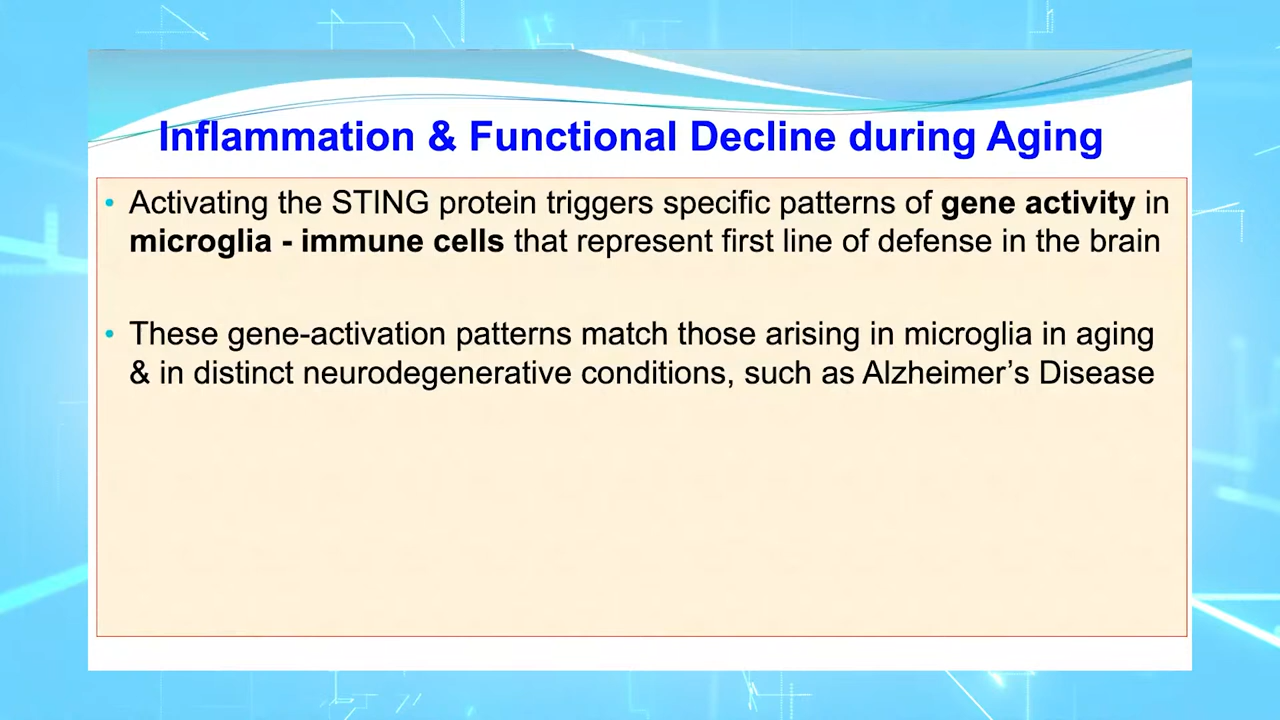 Inflammation & Functional Decline during Aging
• Activating the STING protein triggers specific patterns of gene activity in
microglia - immune cells that represent first line of defense in the brain
• These gene-activation patterns match those arising in microglia in aging
& in distinct neurodegenerative conditions, such as Alzheimer’s Disease